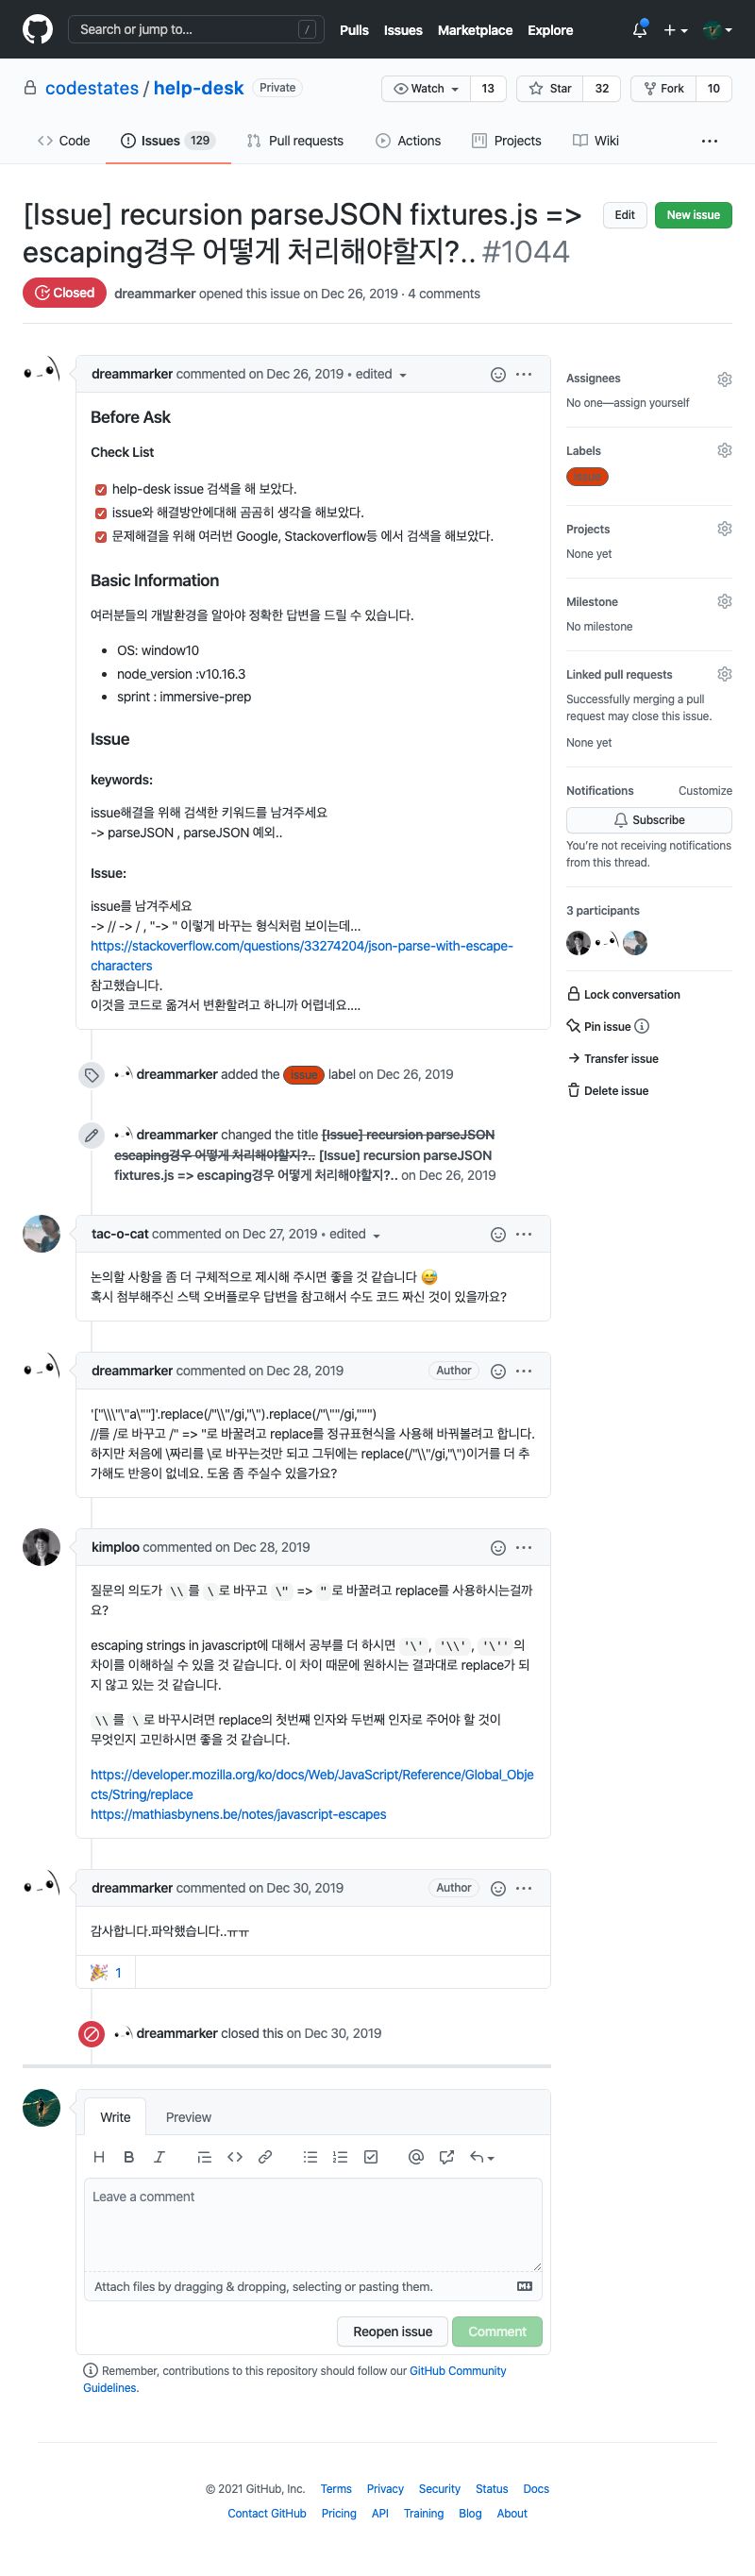 Search or jump to...
/
Pulls Issues Marketplace Explore
codestates / help-desk Private
Watch 13 Star 32 Fork 10
Code Issues 129 Pull requests Actions Projects Wiki
[Issue] recursion parseJSON fixtures.js =>
escaping경우 어떻게 처리해야할지?.. #1044
Edit New issue
Closed dreammarker opened this issue on Dec 26, 2019 · 4 comments
dreammarker commented on Dec 26, 2019 • edited
Before Ask
Check List
help-desk issue 검색을 해 보았다.
issue와 해결방안에대해 곰곰히 생각을 해보았다.
문제해결을 위해 여러번 Google, Stackoverflow등 에서 검색을 해보았다.
Basic Information
여러분들의 개발환경을 알아야 정확한 답변을 드릴 수 있습니다.
OS: window10
node_version :v10.16.3
sprint : immersive-prep
Issue
keywords:
issue해결을 위해 검색한 키워드를 남겨주세요
-> parseJSON , parseJSON 예외..
Issue:
issue를 남겨주세요
-> // -> / , "-> " 이렇게 바꾸는 형식처럼 보이는데...
https://stackoverflow.com/questions/33274204/json-parse-with-escape-
characters
참고했습니다.
이것을 코드로 옮겨서 변환할려고 하니까 어렵네요....
Assignees
No one—assign yourself
Labels
issue
Projects
None yet
Milestone
No milestone
Linked pull requests
Successfully merging a pull
request may close this issue.
None yet
Notifications Customize
Subscribe
You're not receiving notifications
from this thread.
3 participants
Lock conversation
Pin issue
Transfer issue
Delete issue
dreammarker added the issue label on Dec 26, 2019
dreammarker changed the title [Issue] recursion parseJSON
escaping경우 어떻게 처리해야할지?.. [Issue] recursion parseJSON
fixtures.js => escaping경우 어떻게 처리해야할지?.. on Dec 26, 2019
tac-o-cat commented on Dec 27, 2019 • edited
논의할 사항을 좀 더 구체적으로 제시해 주시면 좋을 것 같습니다 😅
혹시 첨부해주신 스택 오버플로우 답변을 참고해서 수도 코드 짜신 것이 있을까요?
dreammarker commented on Dec 28, 2019 Author
'["\\\"\"a\""]'.replace(/"\\"/gi,"\").replace(/"\""/gi,""")
//를 /로 바꾸고 /" => "로 바꿀려고 replace를 정규표현식을 사용해 바꿔볼려고 합니다.
하지만 처음에 \짜리를 \로 바꾸는것만 되고 그뒤에는 replace(/"\\"/gi,"\")이거를 더 추
가해도 반응이 없네요. 도움 좀 주실수 있을가요?
kimploo commented on Dec 28, 2019
질문의 의도가 \\ 를 \ 로 바꾸고 \" => " 로 바꿀려고 replace를 사용하시는걸까
요?
escaping strings in javascript에 대해서 공부를 더 하시면 '\' , '\\' , '\'' 의
차이를 이해하실 수 있을 것 같습니다. 이 차이 때문에 원하시는 결과대로 replace가 되
지 않고 있는 것 같습니다.
\\ 를 \ 로 바꾸시려면 replace의 첫번째 인자와 두번째 인자로 주어야 할 것이
무엇인지 고민하시면 좋을 것 같습니다.
https://developer.mozilla.org/ko/docs/Web/JavaScript/Reference/Global_Obje
cts/String/replace
https://mathiasbynens.be/notes/javascript-escapes
dreammarker commented on Dec 30, 2019 Author
감사합니다.파악했습니다..ㅠㅠ
🎉 1
dreammarker closed this on Dec 30, 2019
Write Preview
Leave a comment
Attach files by dragging & dropping, selecting or pasting them.
Reopen issue Comment
Remember, contributions to this repository should follow our GitHub Community
Guidelines.
© 2021 GitHub, Inc. Terms Privacy Security Status Docs
Contact GitHub Pricing API Training Blog About